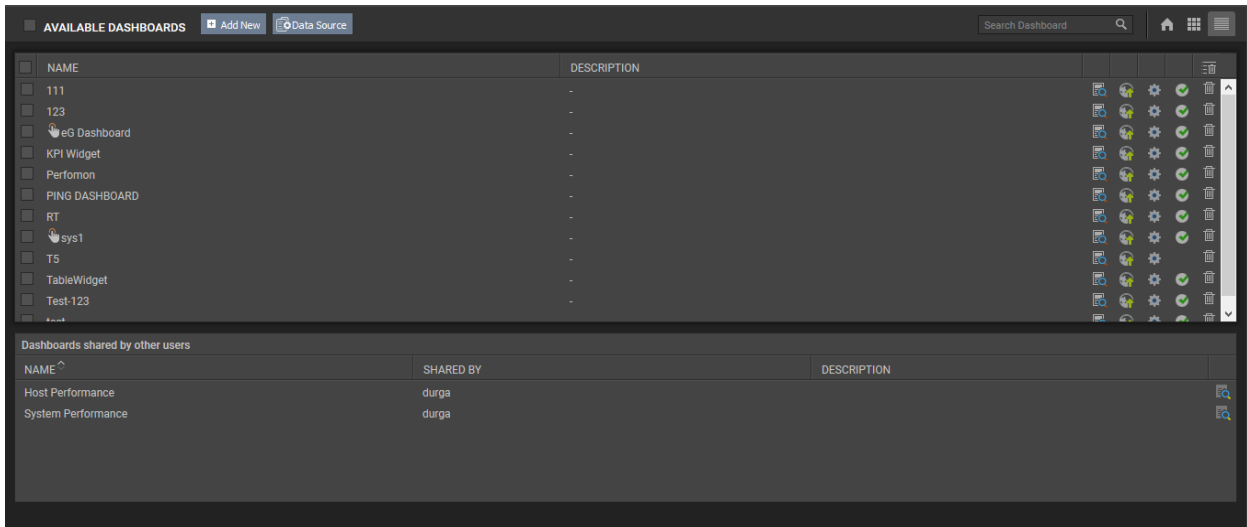 AVAILABLE DASHBOARDS Add New Data Source Search Dashboard
NAME DESCRIPTION
111 -
123 -
eG Dashboard -
KPI Widget -
Perfomon -
PING DASHBOARD -
RT -
sys1 -
T5 -
TableWidget -
Test-123 -
Dashboards shared by other users
NAME SHARED BY DESCRIPTION
Host Performance durga
System Performance durga